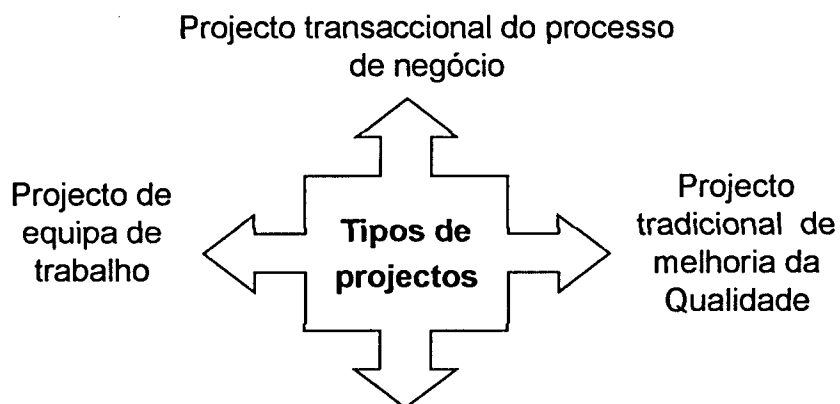 Projecto transaccional do processo
de negócio
Projecto de
equipa de
trabalho
Tipos de
projectos
Projecto
tradicional de
melhoria da
Qualidade